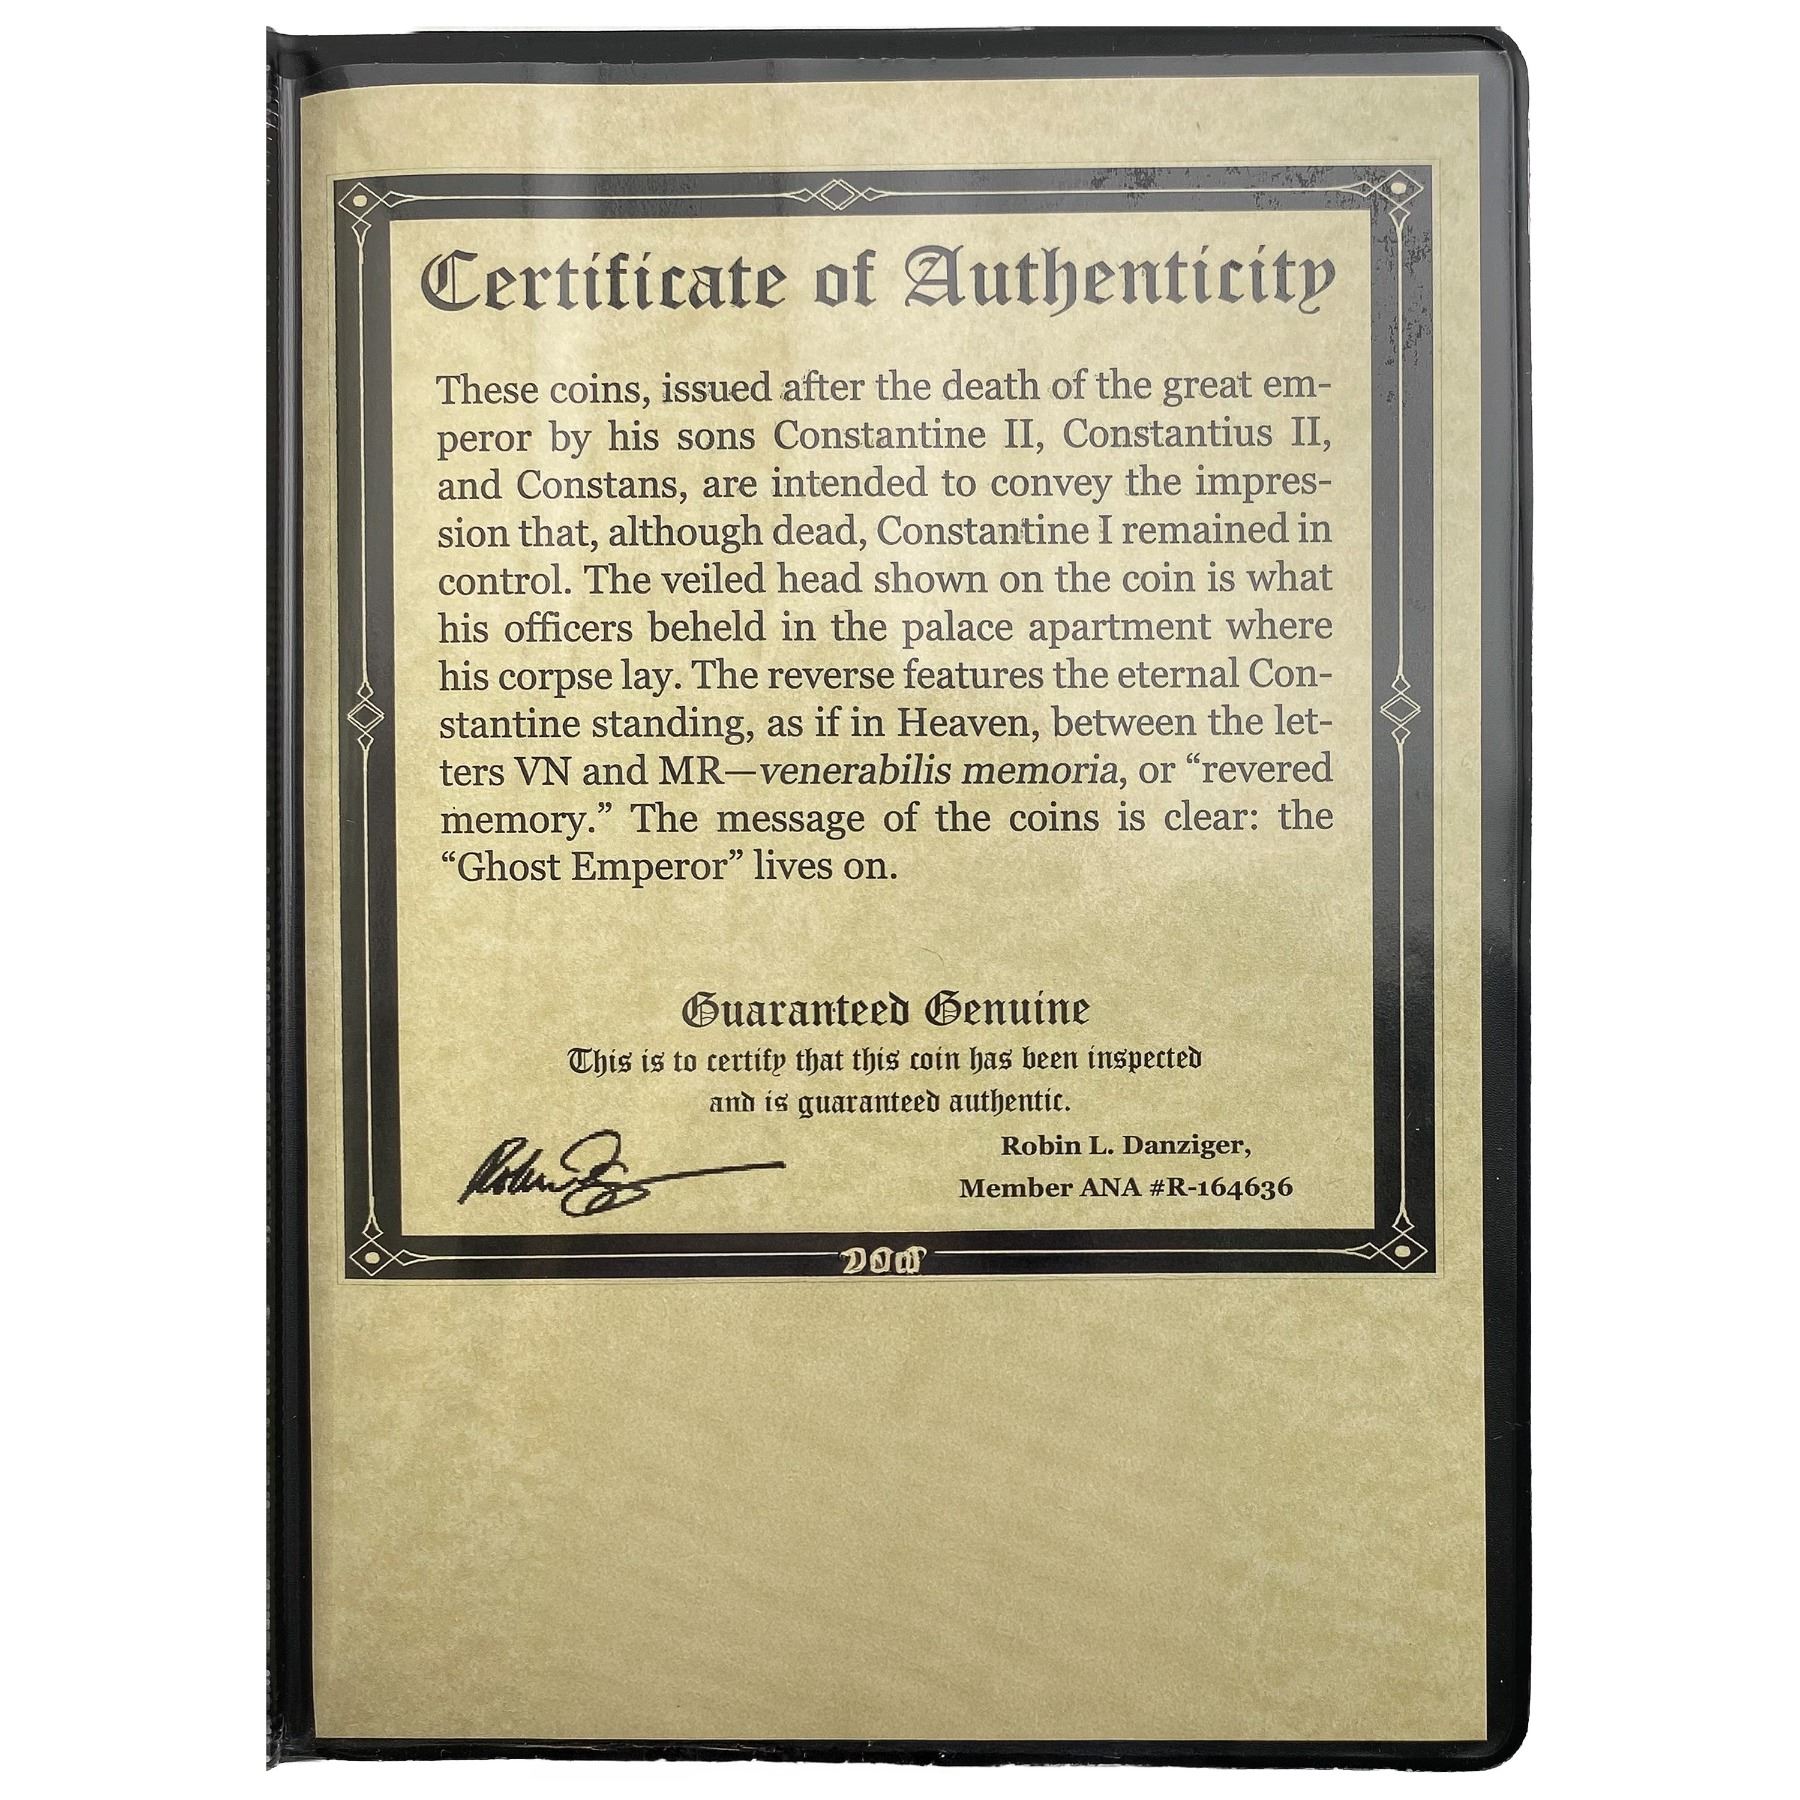 Certificate of Authenticity
These coins, issued after the death of the great em-
peror by his sons Constantine II, Constantius II,
and Constans, are intended to convey the impres-
sion that, although dead, Constantine I remained in
control. The veiled head shown on the coin is what
his officers beheld in the palace apartment where
his corpse lay. The reverse features the eternal Con-
stantine standing, as if in Heaven, between the let-
ters VN and MR—venerabilis memoria, or “revered
memory.” The message of the coins is clear: the
“Ghost Emperor” lives on.
Guaranteed Genuine
This is to certify that this coin has been inspected
and is guaranteed authentic.
Robin L. Danziger,
Member ANA #R-164636